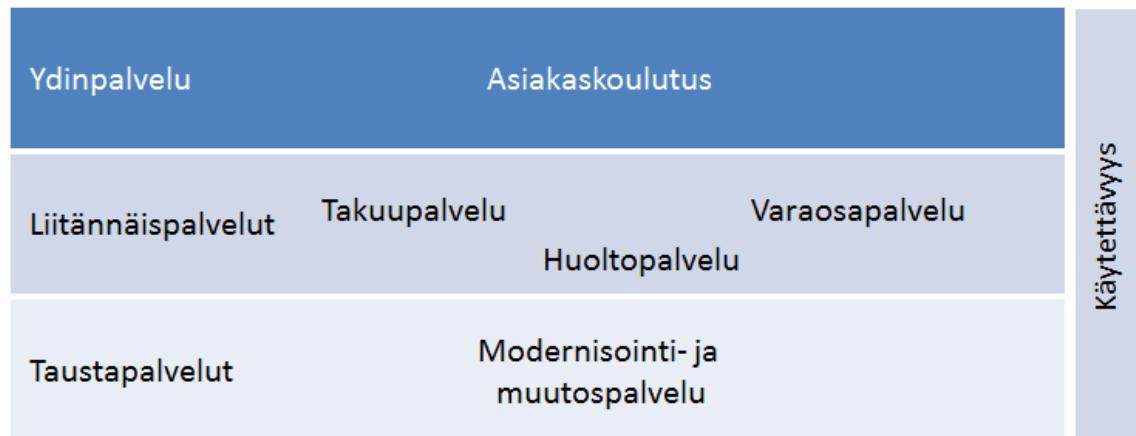 Ydinpalvelu
Asiakaskoulutus
Liitännäispalvelut
Takuupalvelu
Varaosapalvelu
Huoltopalvelu
Taustapalvelut
Modernisointi- ja
muutospalvelu
Käytettävyys